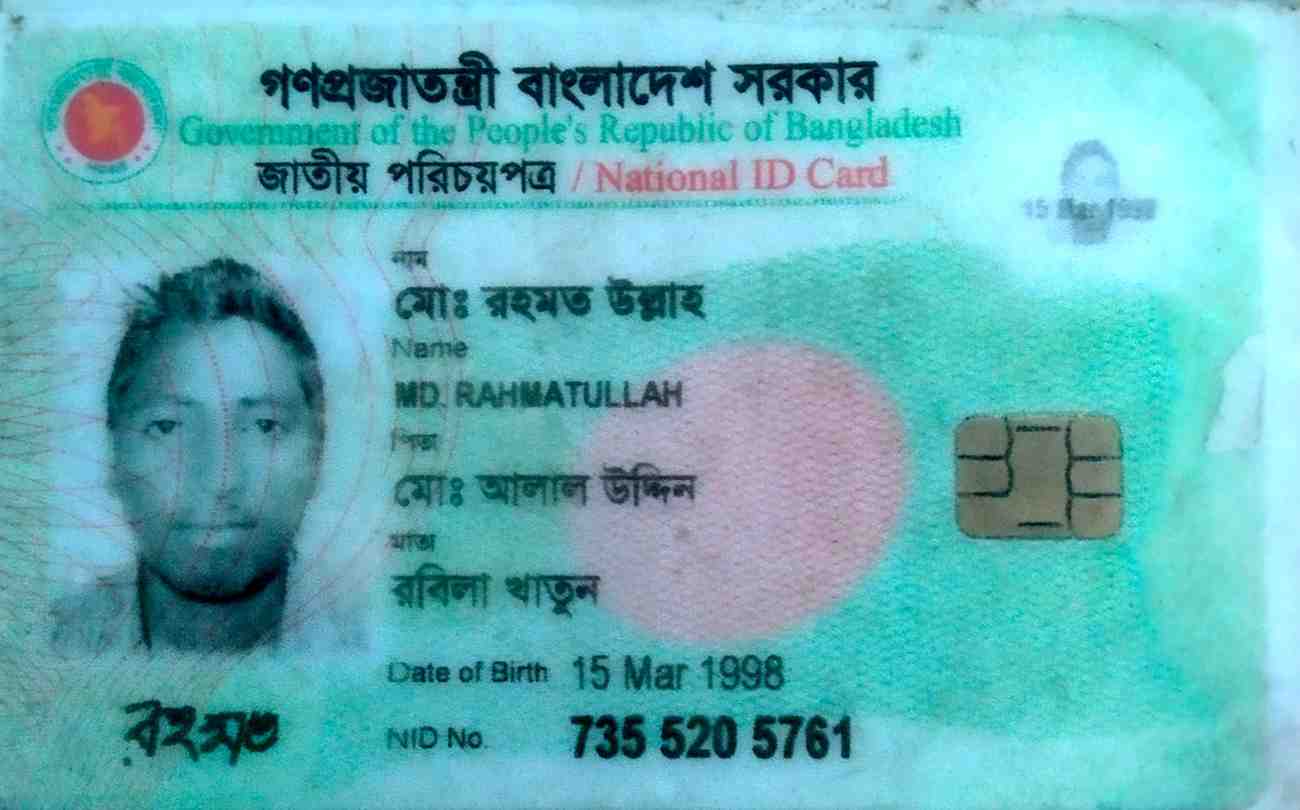 গণপ্রজাতন্ত্রী বাংলাদেশ সরকার
Government of the People's Republic of Bangladesh
জাতীয় পরিচয়পত্র / National ID Card
15 Mar 1998
নাম
মোঃ রহমত উল্লাহ
Name
MD. RAHMATULLAH
পিতা
মোঃ আলাল উদ্দিন
মাতা
রবিলা খাতুন
Date of Birth 15 Mar 1998
NID No. 735 520 5761
রহমত